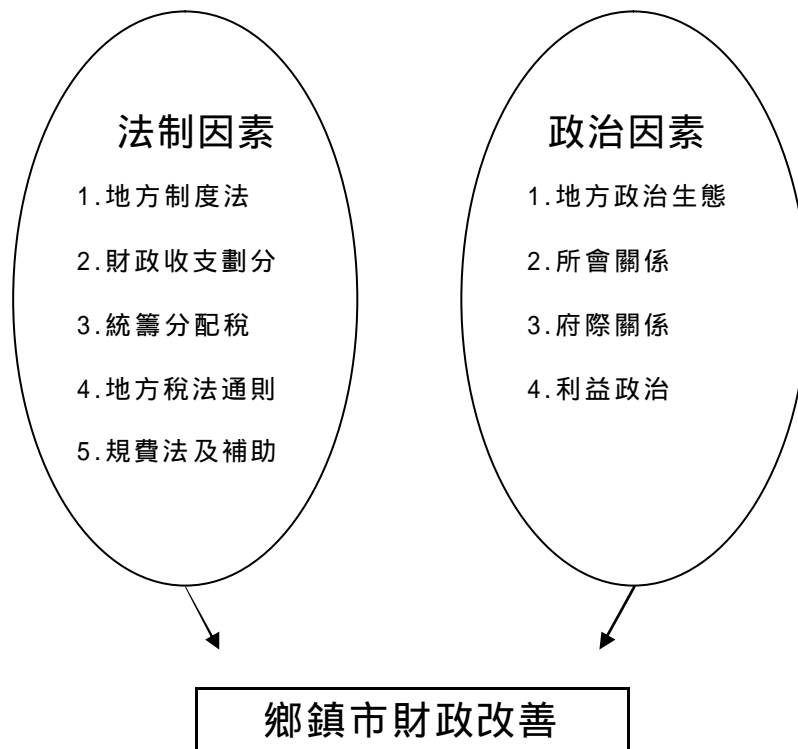 法制因素
1.地方制度法
2.財政收支劃分
3.統籌分配稅
4.地方稅法通則
5.規費法及補助
政治因素
1.地方政治生態
2.所會關係
3.府際關係
4.利益政治
鄉鎮市財政改善